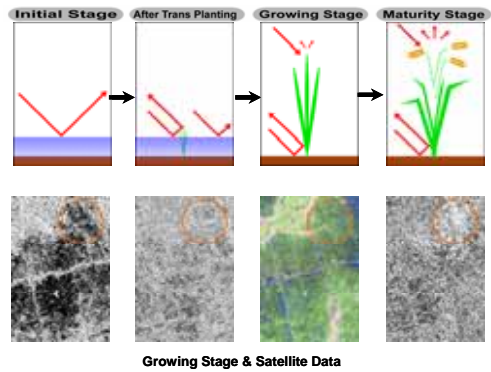 Initial Stage
After Trans Planting
Growing Stage
Maturity Stage
Growing Stage & Satellite Data